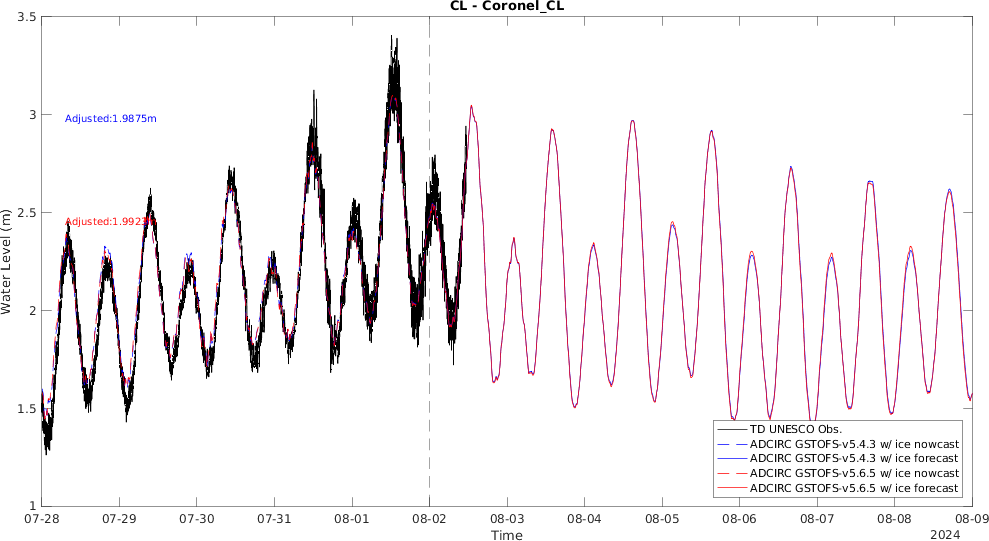 CL - Coronel_CL
3.5
3
2.5
2
1.5
1
Water Level (m)
Adjusted:1.9875m
TD UNESCO Obs.
ADCIRC GSTOFS-v5.4.3 w/ ice nowcast
ADCIRC GSTOFS-v5.4.3 w/ ice forecast
ADCIRC GSTOFS-v5.6.5 w/ ice nowcast
ADCIRC GSTOFS-v5.6.5 w/ ice forecast
07-28 07-29 07-30 07-31 08-01 08-02 08-03 08-04 08-05 08-06 08-07 08-08 08-09
Time
2024